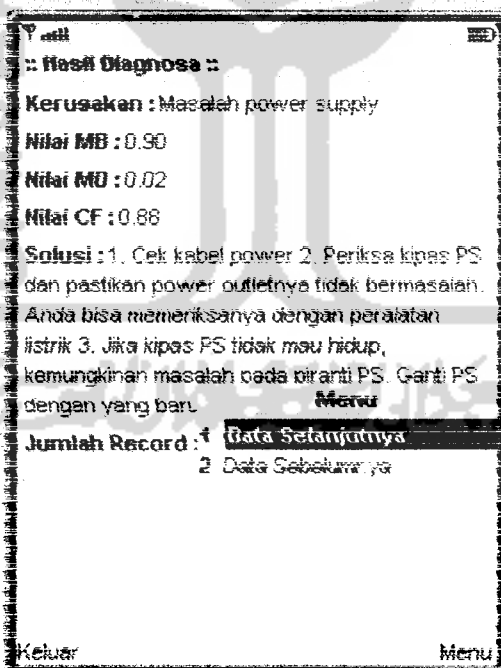 :: Hasil Diagnosa ::
Kerusakan : Masalah power supply
Nilai MB : 0.90
Nilai MD : 0.02
Nilai CF : 0.88
Solusi : 1. Cek kabel power 2. Periksa kipas PS
dan pastikan power outletnya tidak bermasalah.
Anda bisa memeriksanya dengan peralatan
listrik 3. Jika kipas PS tidak mau hidup,
kemungkinan masalah pada piranti PS. Ganti PS
dengan yang baru
Menu
Jumlah Record :
1 Data Selanjutnya
2 Data Sebelumnya
Keluar Menu